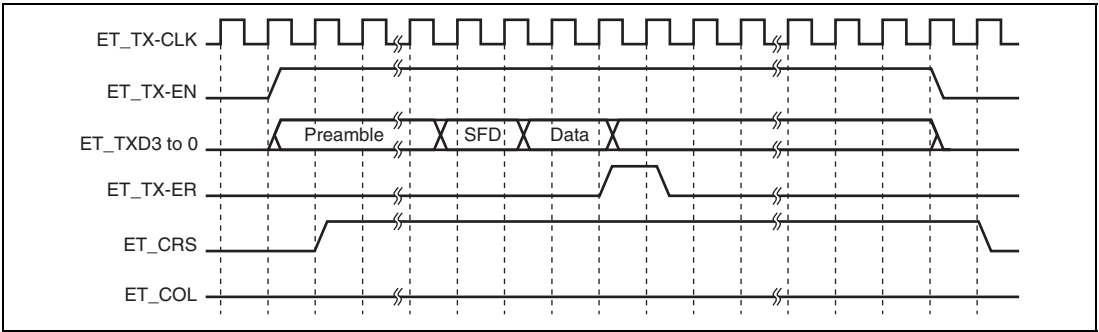 ET_TX-CLK
ET_TX-EN
ET_TXD3 to 0
Preamble
SFD
Data
ET_TX-ER
ET_CRS
ET_COL